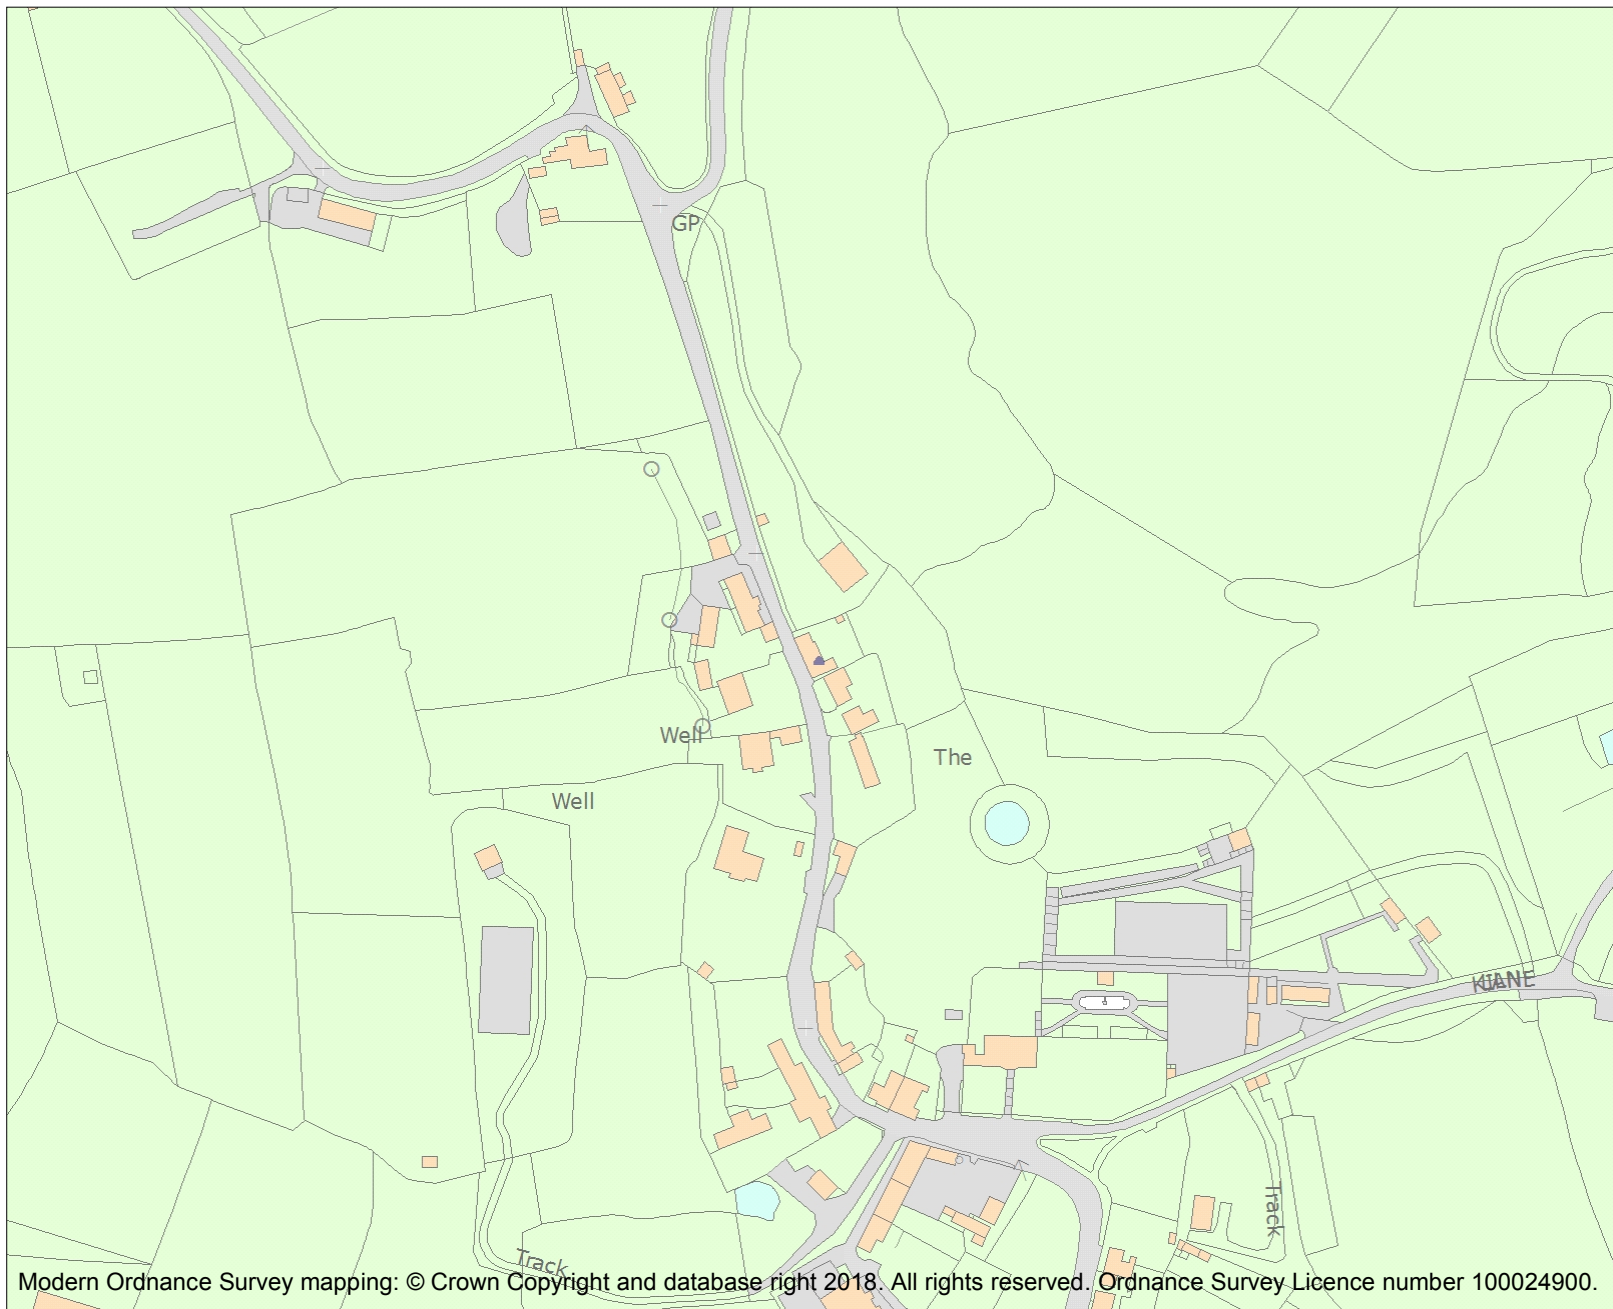 GP
Well
The
Well
LANE
Track
Track
Modern Ordnance Survey mapping: © Crown Copyright and database right 2018. All rights reserved. Ordnance Survey Licence number 100024900.